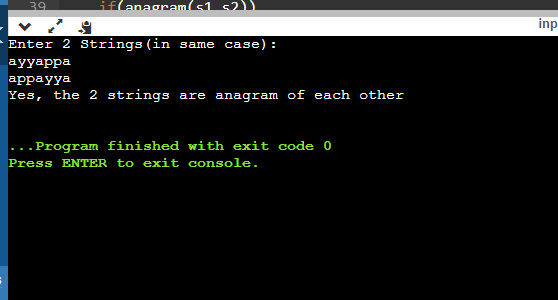 39 if(anagram(s1,s2))
inp
Enter 2 Strings(in same case):
ayyappa
appayya
Yes, the 2 strings are anagram of each other
...Program finished with exit code 0
Press ENTER to exit console.